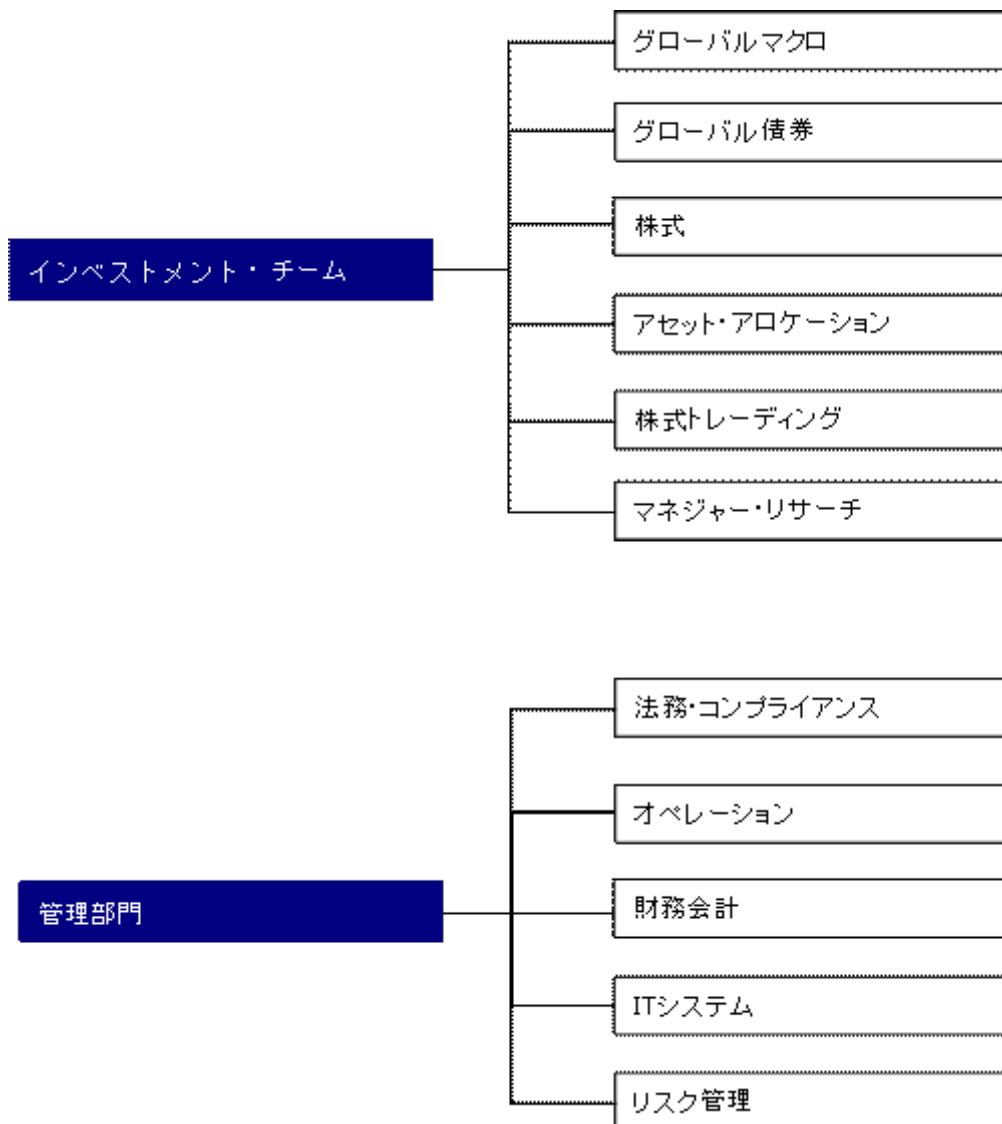 インベストメント・チーム
グローバルマクロ
グローバル債券
株式
アセット・アロケーション
株式トレーディング
マネジャー・リサーチ
管理部門
法務・コンプライアンス
オペレーション
財務会計
ITシステム
リスク管理